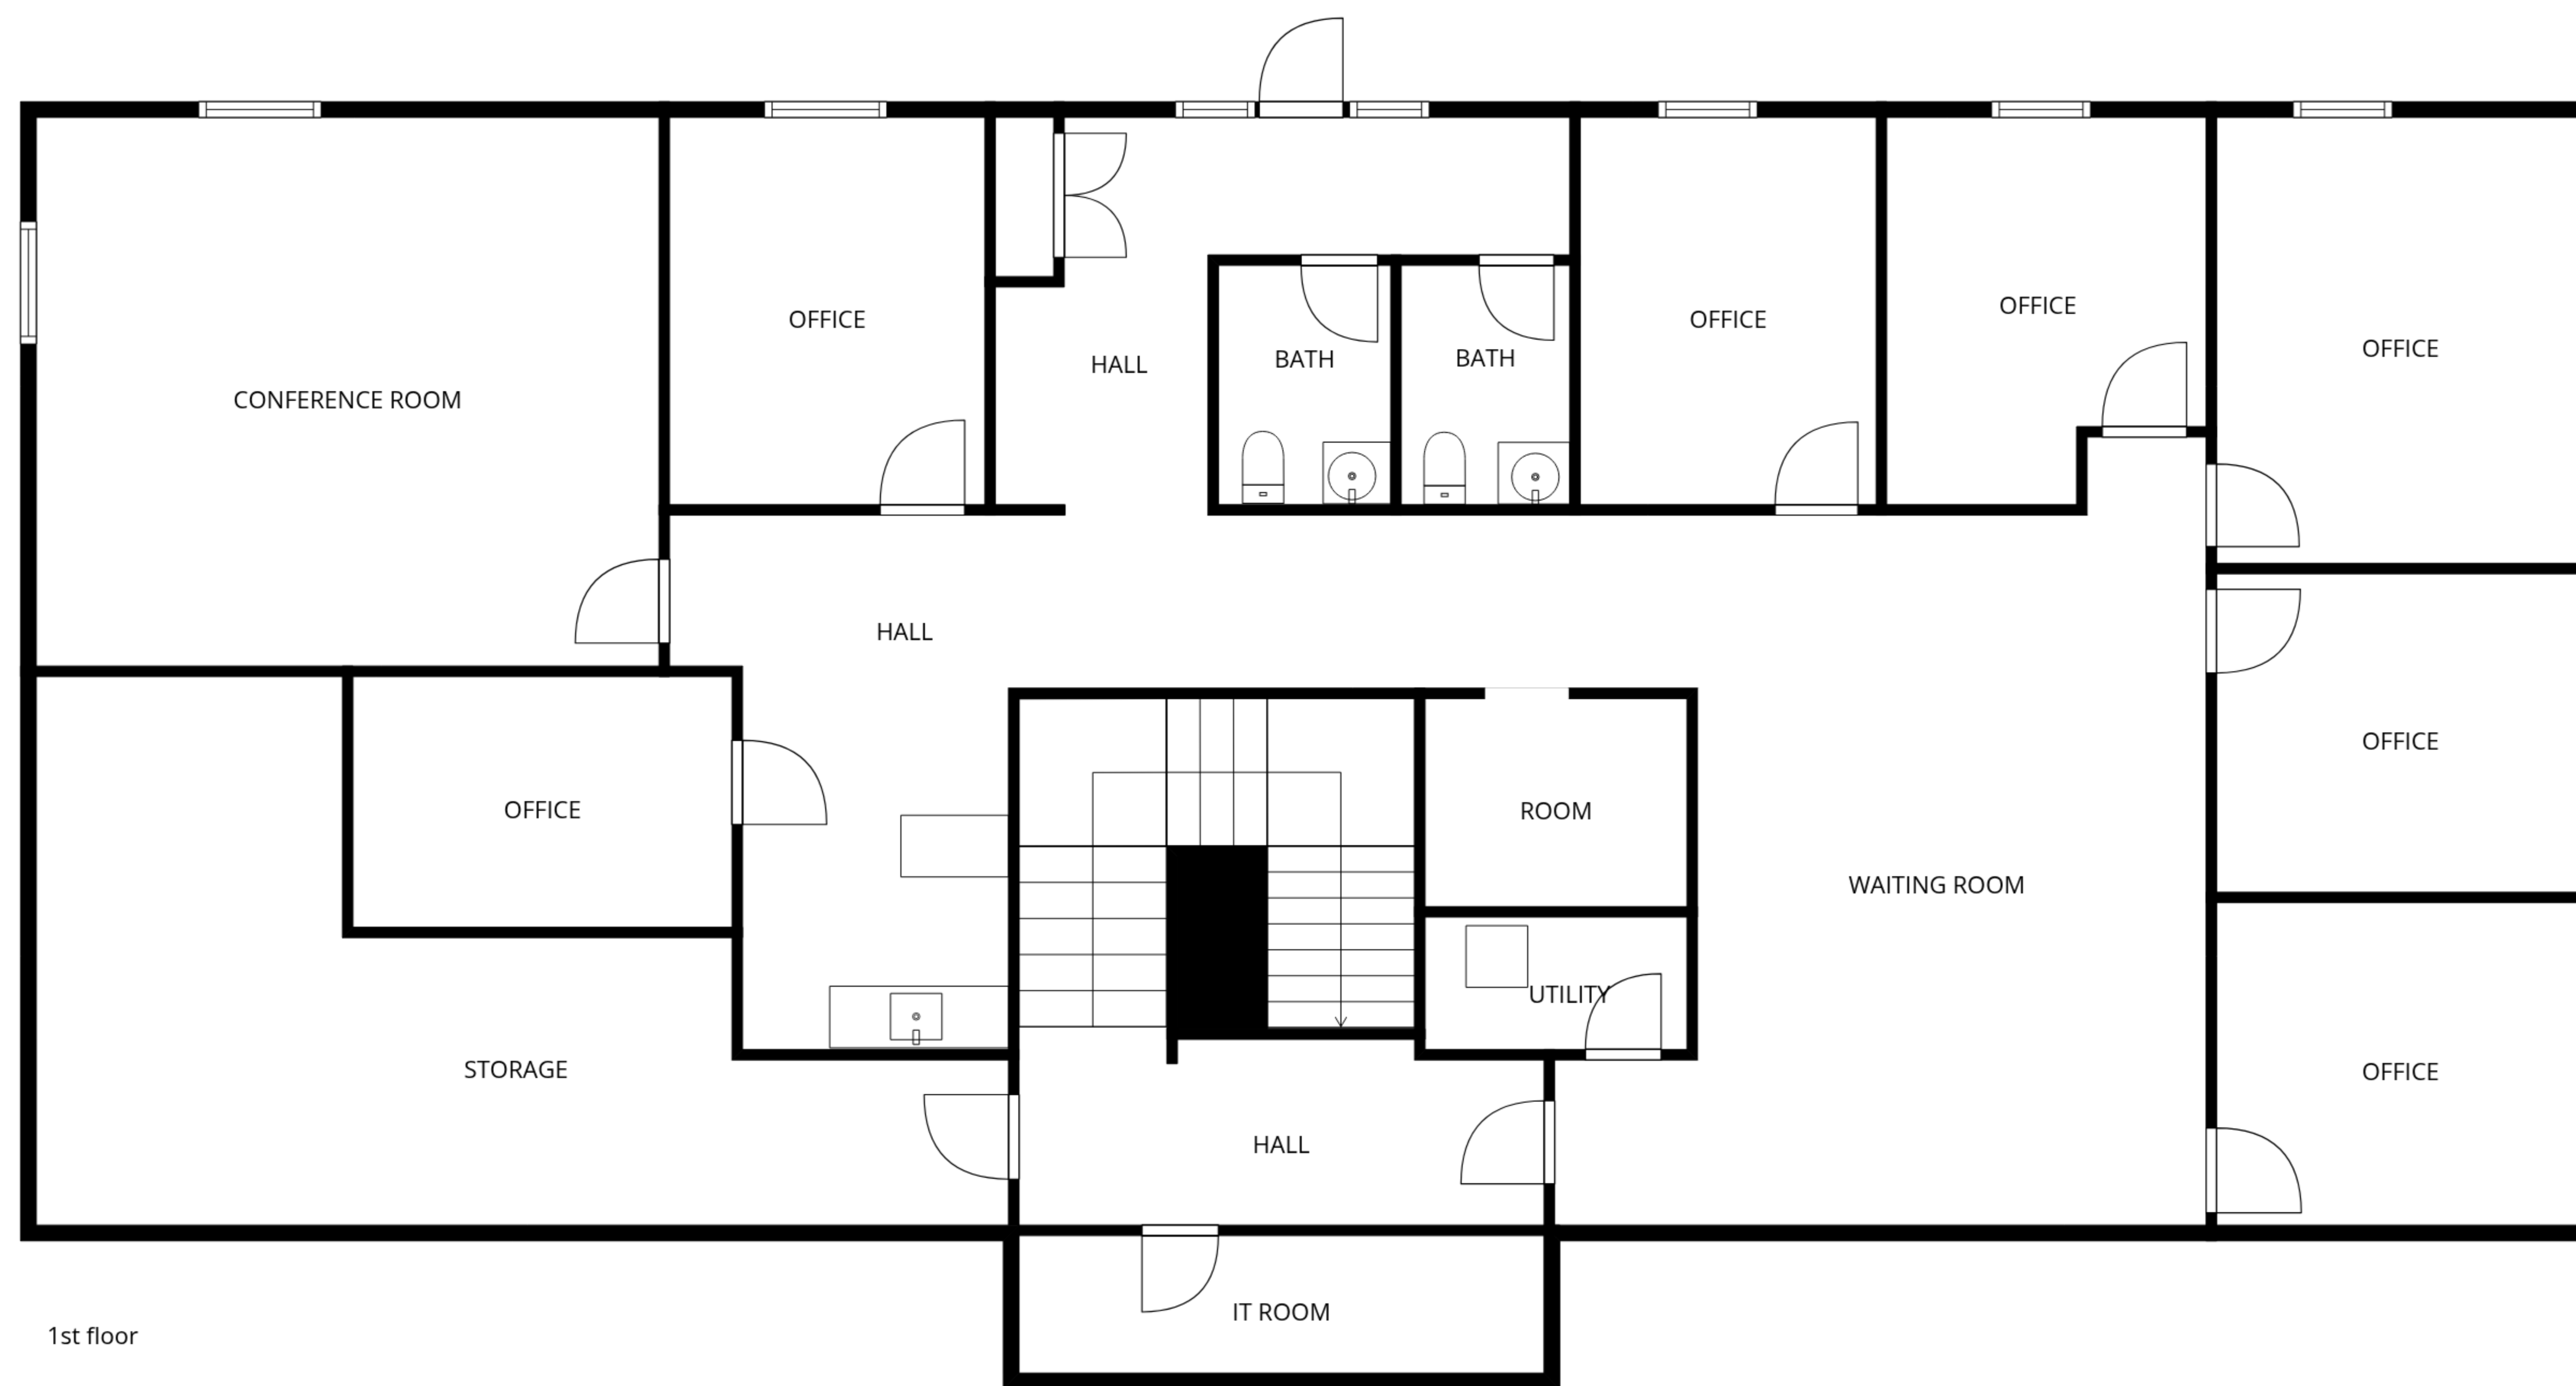 OFFICE
OFFICE
OFFICE
OFFICE
HALL
BATH
BATH
CONFERENCE ROOM
HALL
OFFICE
OFFICE
ROOM
WAITING ROOM
UTILITY
STORAGE
OFFICE
HALL
IT ROOM
1st floor